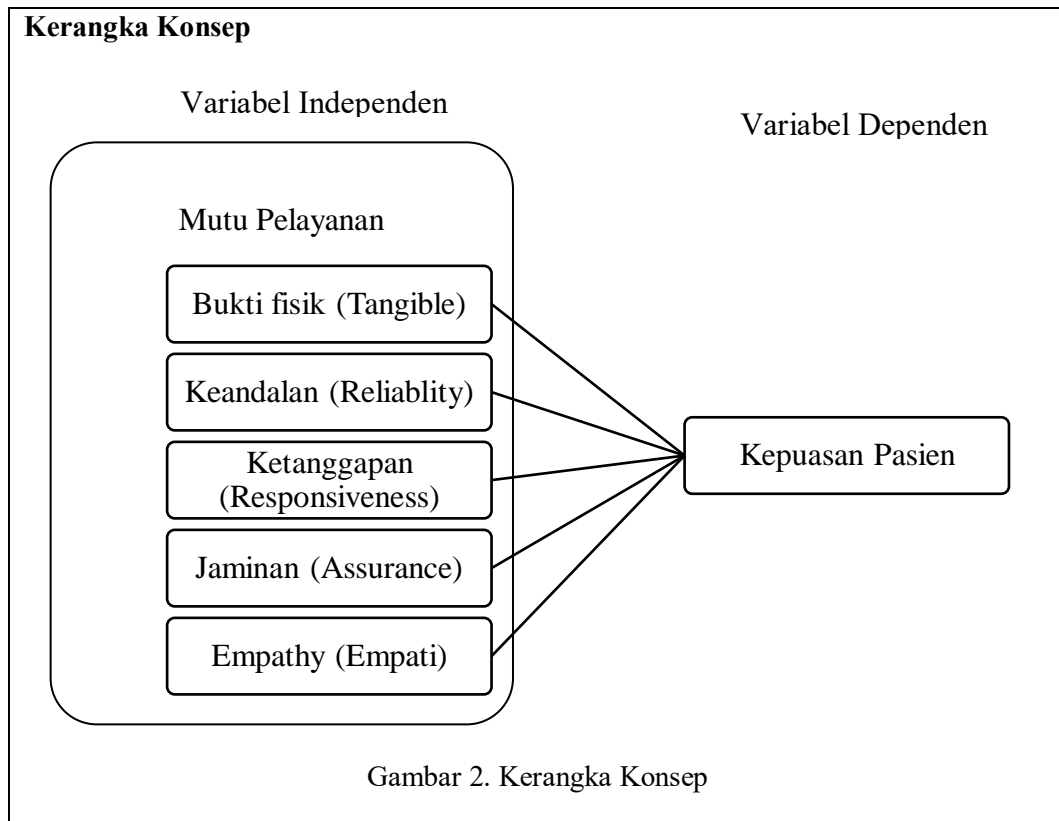 Kerangka Konsep
Variabel Independen
Variabel Dependen
Mutu Pelayanan
Bukti fisik (Tangible)
Keandalan (Reliablity)
Ketanggapan
(Responsiveness)
Jaminan (Assurance)
Empathy (Empati)
Kepuasan Pasien
Gambar 2. Kerangka Konsep